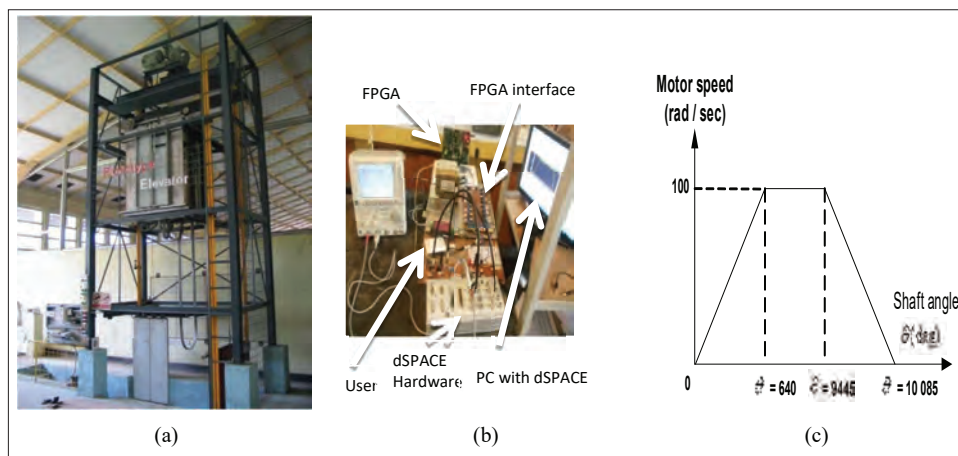 Elevator
(a)
FPGA
FPGA interface
User
dSPACE
Hardware
PC with dSPACE
(b)
Motor speed
(rad / sec)
100
Shaft angle
0
= 640
= 9445
= 10 085
(c)